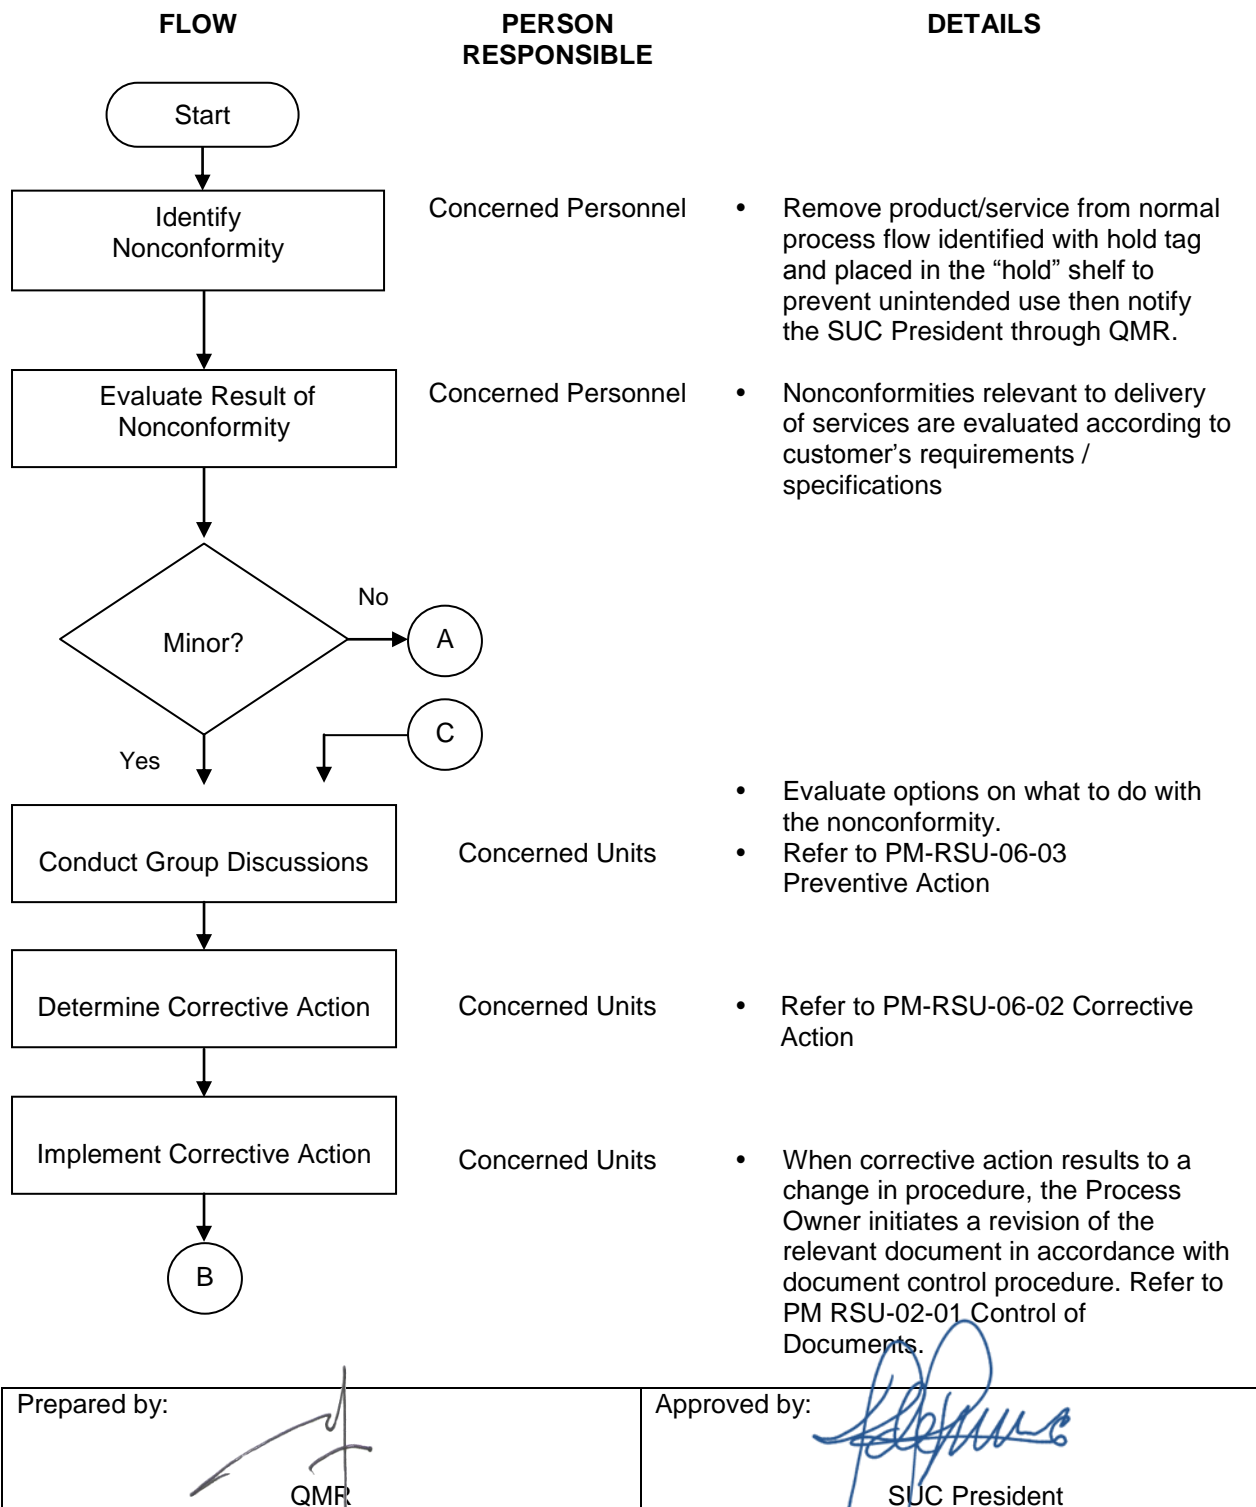 FLOW
PERSON
RESPONSIBLE
DETAILS
Start
Identify
Nonconformity
Concerned Personnel
• Remove product/service from normal
process flow identified with hold tag
and placed in the “hold” shelf to
prevent unintended use then notify
the SUC President through QMR.
Evaluate Result of
Nonconformity
Concerned Personnel
• Nonconformities relevant to delivery
of services are evaluated according to
customer’s requirements /
specifications
Minor?
No
A
C
Yes
Conduct Group Discussions
Concerned Units
• Evaluate options on what to do with
the nonconformity.
• Refer to PM-RSU-06-03
Preventive Action
Determine Corrective Action
Concerned Units
• Refer to PM-RSU-06-02 Corrective
Action
Implement Corrective Action
Concerned Units
• When corrective action results to a
change in procedure, the Process
Owner initiates a revision of the
relevant document in accordance with
document control procedure. Refer to
PM RSU-02-01 Control of
Documents.
B
Prepared by:
QMR
Approved by:
SUC President